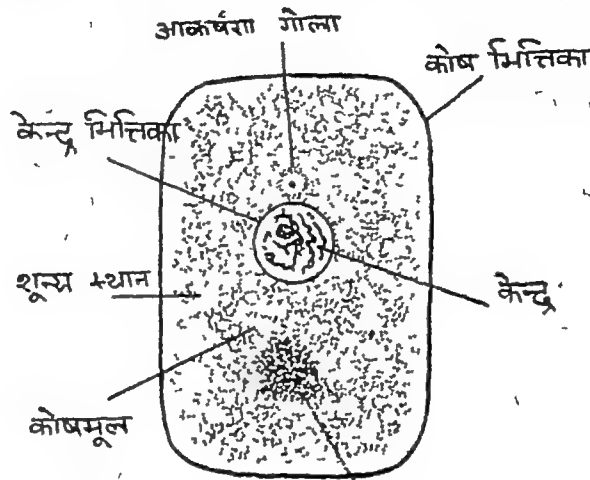 आकर्षण गोला
कोष भित्तिका
केन्द्र भित्तिका
शून्य स्थान
केन्द्र
कोषमूल